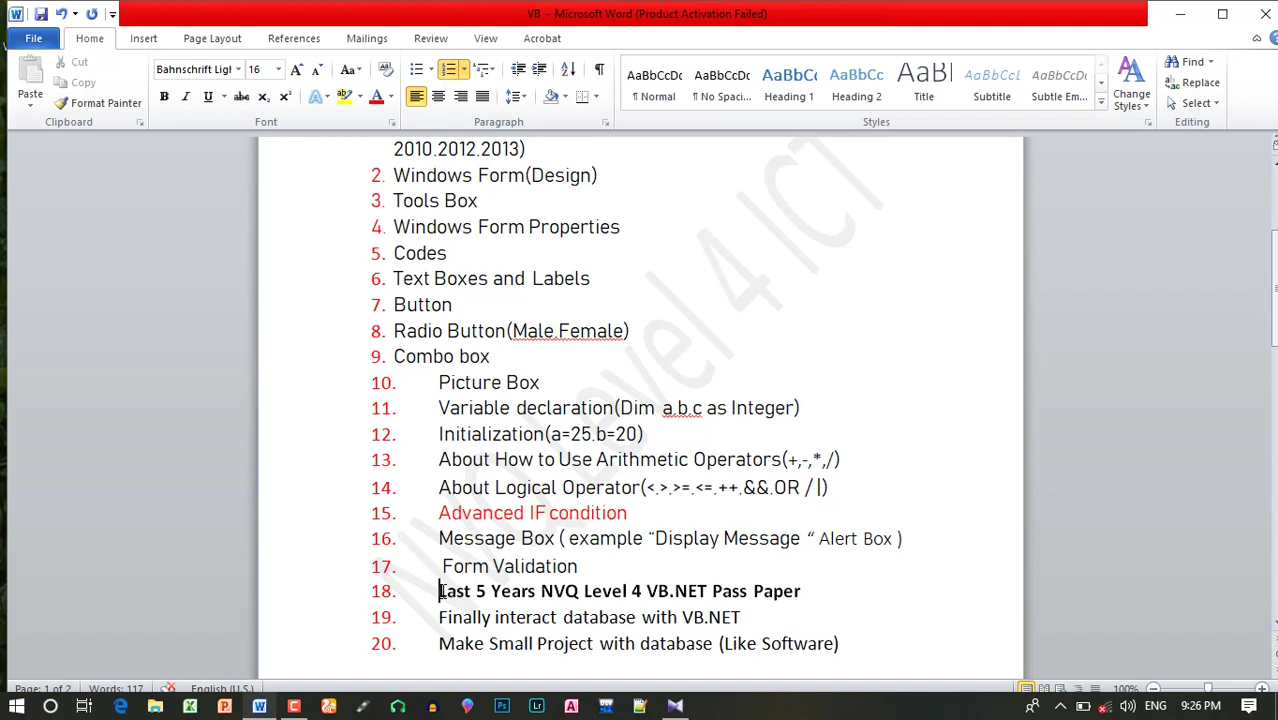 VB - Microsoft Word (Product Activation Failed)
File Home Insert Page Layout References Mailings Review View Acrobat
Paste
Cut
Copy
Format Painter
Clipboard
Bahnschrift Ligl 16
Font
Paragraph
AaBbCcDc AaBbCcDc AaBbCc AaBbCc AaB AaBbCcl AaBbCcDc
¶ Normal ¶ No Spaci... Heading 1 Heading 2 Title Subtitle Subtle Em...
Change Styles
Styles
Find
Replace
Select
Editing
2010.2012.2013)
2. Windows Form(Design)
3. Tools Box
4. Windows Form Properties
5. Codes
6. Text Boxes and Labels
7. Button
8. Radio Button(Male.Female)
9. Combo box
10. Picture Box
11. Variable declaration(Dim a.b.c as Integer)
12. Initialization(a=25.b=20)
13. About How to Use Arithmetic Operators(+,-,*,/)
14. About Logical Operator(<.>.>=.<=.++.&&.OR / |)
15. Advanced IF condition
16. Message Box ( example “Display Message “ Alert Box )
17. Form Validation
18. Last 5 Years NVQ Level 4 VB.NET Pass Paper
19. Finally interact database with VB.NET
20. Make Small Project with database (Like Software)
NVQ Level 4 ICT
Page: 1 of 2 Words: 117 English (U.S.) 100%
ENG 9:26 PM